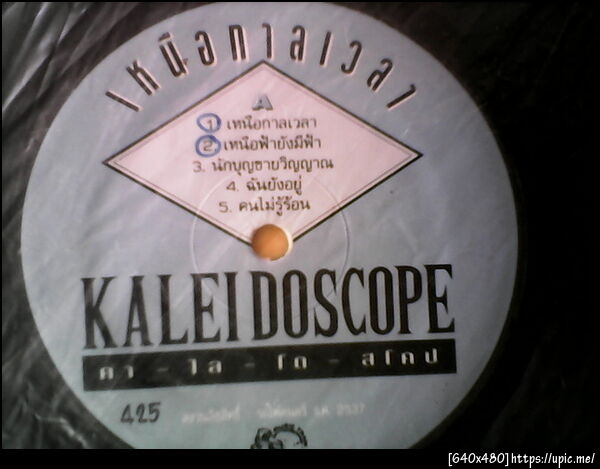 เหนือกาลเวลา
A
1 เหนือกาลเวลา
2. เหนือฟ้ายังมีฟ้า
3. นักบุญซายวิญญาณ
4. ฉันยังอยู่
5. คนไม่รู้ร้อน
KALEIDOSCOPE
คา - ไล - โด - สโคป
425
[640x480]https://upic.me/